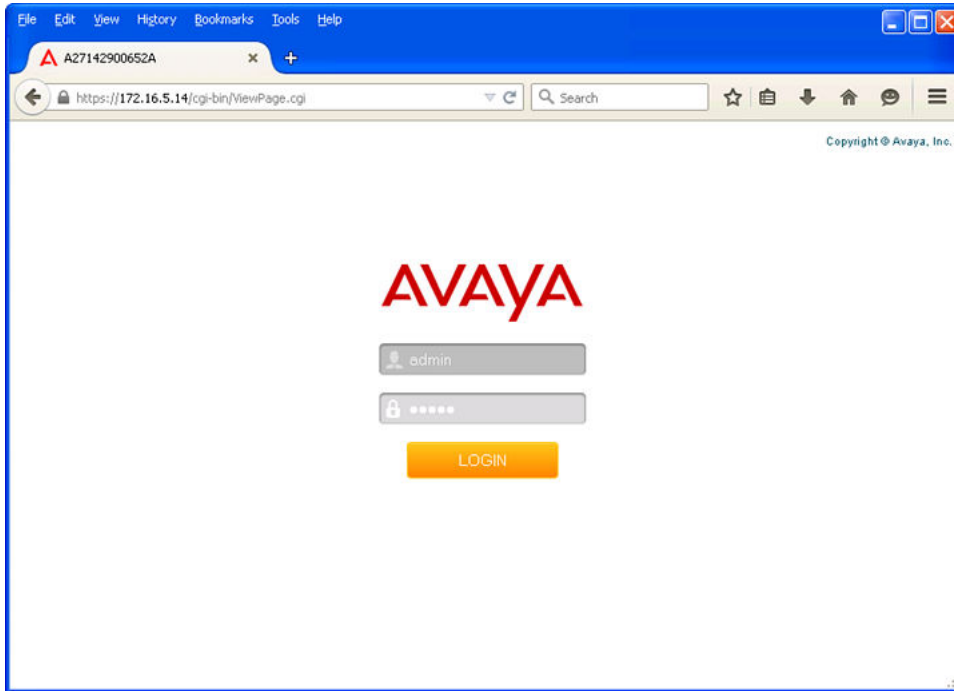 File Edit View History Bookmarks Tools Help
A27142900652A
https://172.16.5.14/cgi-bin/ViewPage.cgi
Search
Copyright © Avaya, Inc.
AVAYA
admin
•••••
LOGIN